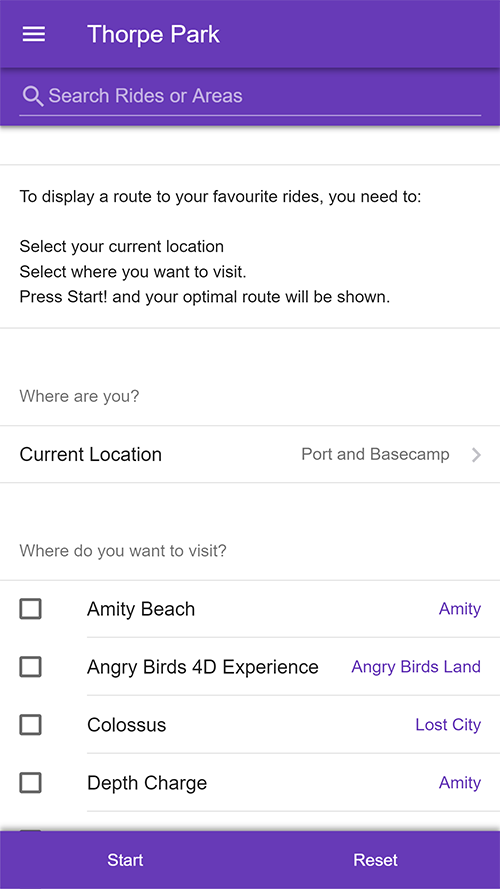 Thorpe Park
Search Rides or Areas
To display a route to your favourite rides, you need to:
Select your current location
Select where you want to visit.
Press Start! and your optimal route will be shown.
Where are you?
Current Location Port and Basecamp
Where do you want to visit?
Amity Beach Amity
Angry Birds 4D Experience Angry Birds Land
Colossus Lost City
Depth Charge Amity
Start Reset